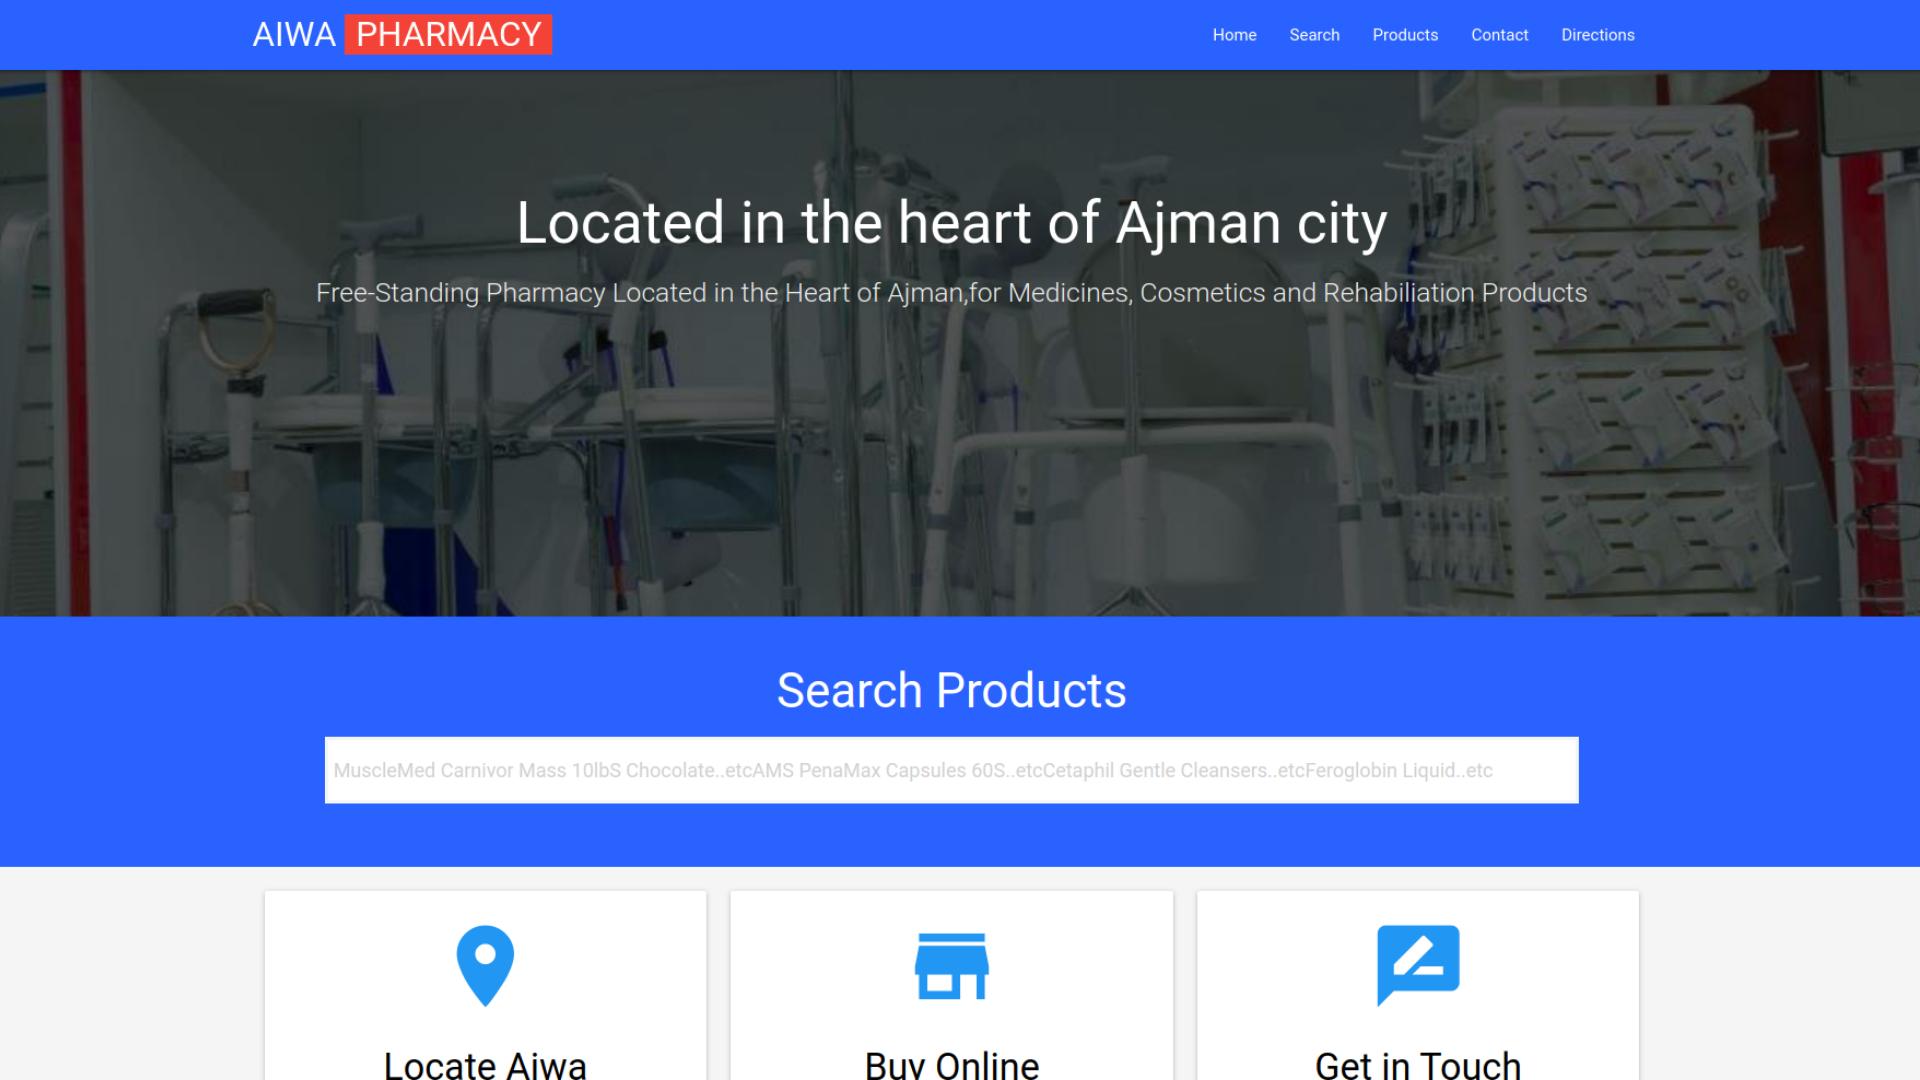 AIWA PHARMACY
Home Search Products Contact Directions
Located in the heart of Ajman city
Free-Standing Pharmacy Located in the Heart of Ajman,for Medicines, Cosmetics and Rehabiliation Products
Search Products
MuscleMed Carnivor Mass 10lbS Chocolate..etcAMS PenaMax Capsules 60S..etcCetaphil Gentle Cleansers..etcFeroglobin Liquid..etc
Locate Aiwa
Buy Online
Get in Touch